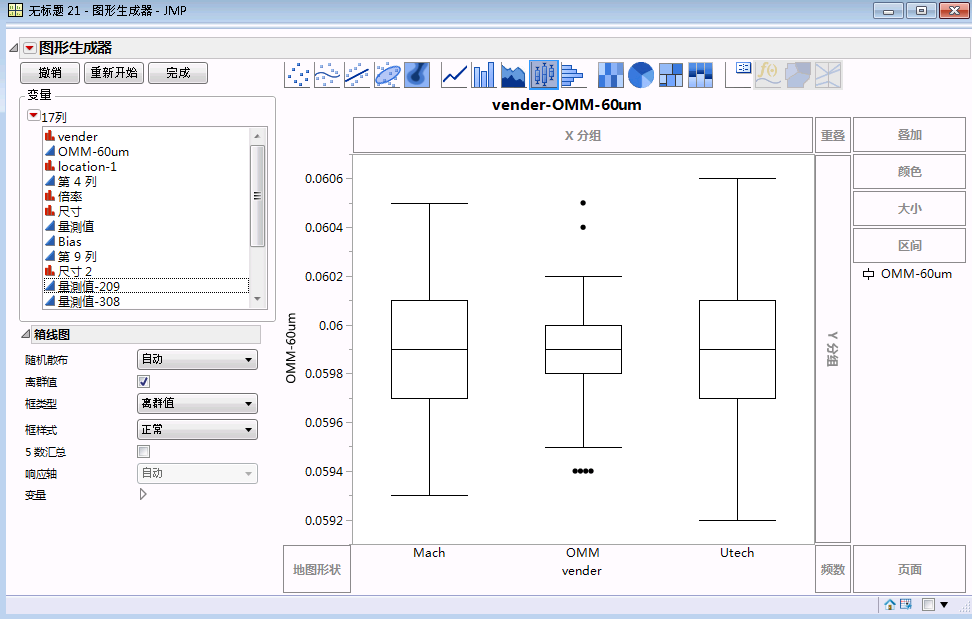 无标题 21 - 图形生成器 - JMP
图形生成器
撤销 重新开始 完成
变量
17列
vender
OMM-60um
location-1
第 4 列
倍率
尺寸
量测值
Bias
第 9 列
尺寸 2
量测值-209
量测值-308
箱线图
随机散布 自动
离群值
框类型 离群值
框样式 正常
5 数汇总
响应轴 自动
变量
vender-OMM-60um
X 分组
重叠
叠加
颜色
大小
区间
OMM-60um
Y 分组
OMM-60um
0.0606
0.0604
0.0602
0.06
0.0598
0.0596
0.0594
0.0592
Mach OMM Utech
vender
地图形状
频数
页面